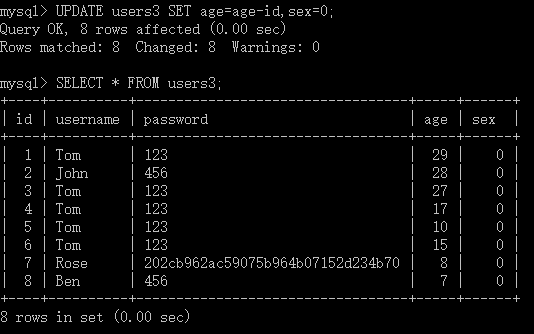 mysql> UPDATE users3 SET age=age-id,sex=0;
Query OK, 8 rows affected (0.00 sec)
Rows matched: 8  Changed: 8  Warnings: 0
mysql> SELECT * FROM users3;
+----+----------+----------------------------------+-----+------+
| id | username | password                         | age | sex  |
+----+----------+----------------------------------+-----+------+
|  1 | Tom      | 123                              |  29 |    0 |
|  2 | John     | 456                              |  28 |    0 |
|  3 | Tom      | 123                              |  27 |    0 |
|  4 | Tom      | 123                              |  17 |    0 |
|  5 | Tom      | 123                              |  10 |    0 |
|  6 | Tom      | 123                              |  15 |    0 |
|  7 | Rose     | 202cb962ac59075b964b07152d234b70 |   8 |    0 |
|  8 | Ben      | 456                              |   7 |    0 |
+----+----------+----------------------------------+-----+------+
8 rows in set (0.00 sec)